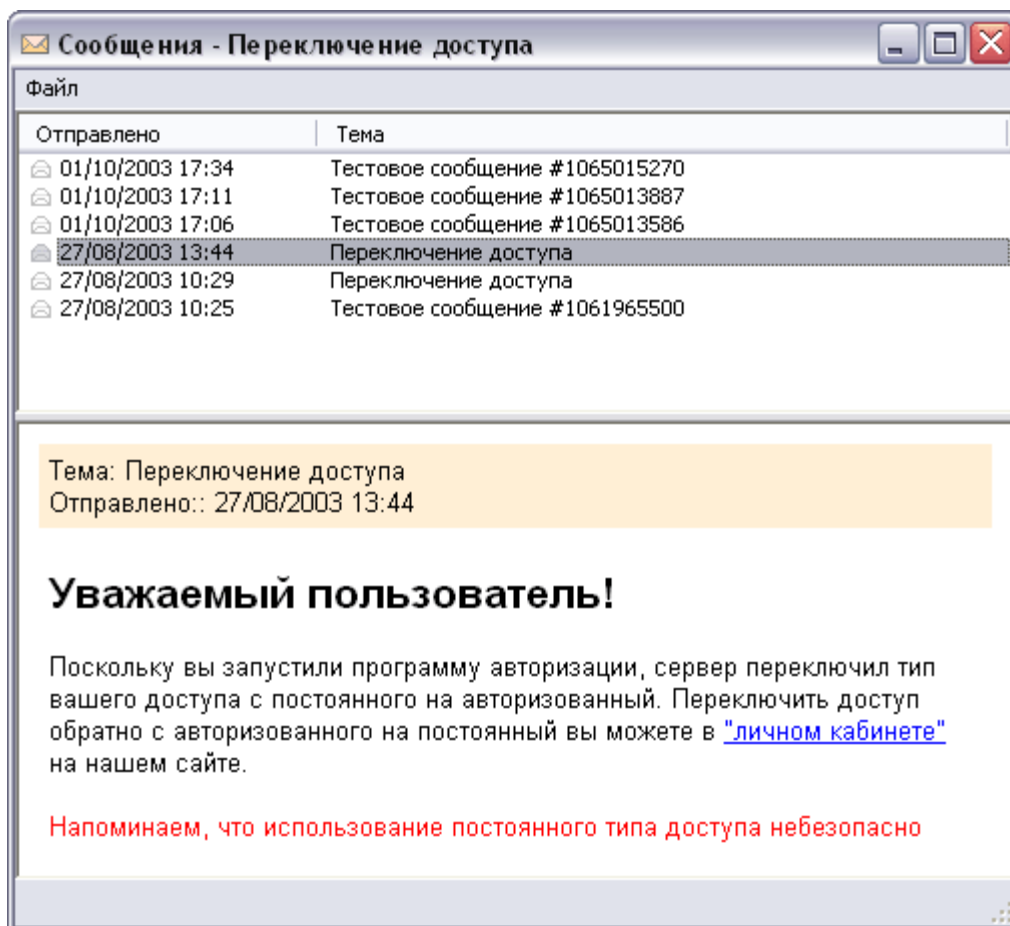 Сообщения - Переключение доступа
Файл
Отправлено Тема
01/10/2003 17:34 Тестовое сообщение #1065015270
01/10/2003 17:11 Тестовое сообщение #1065013887
01/10/2003 17:06 Тестовое сообщение #1065013586
27/08/2003 13:44 Переключение доступа
27/08/2003 10:29 Переключение доступа
27/08/2003 10:25 Тестовое сообщение #1061965500
Тема: Переключение доступа
Отправлено:: 27/08/2003 13:44
Уважаемый пользователь!
Поскольку вы запустили программу авторизации, сервер переключил тип
вашего доступа с постоянного на авторизованный. Переключить доступ
обратно с авторизованного на постоянный вы можете в "личном кабинете"
на нашем сайте.
Напоминаем, что использование постоянного типа доступа небезопасно